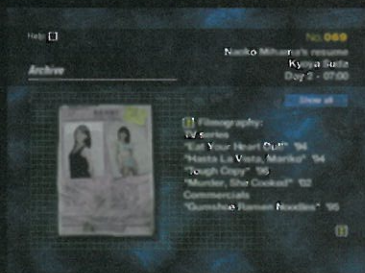 Help
No.069
Naoko Mihama's resume
Kyoya Suda
Day 2 - 07:00
Archive
Show all
Filmography:
TV series
"Eat Your Heart Out!" '94
"Hasta La Vista, Mariko" '94
"Tough Copy" '95
"Murder, She Cooked" '02
Commercials
"Gumshoe Ramen Noodles" '95